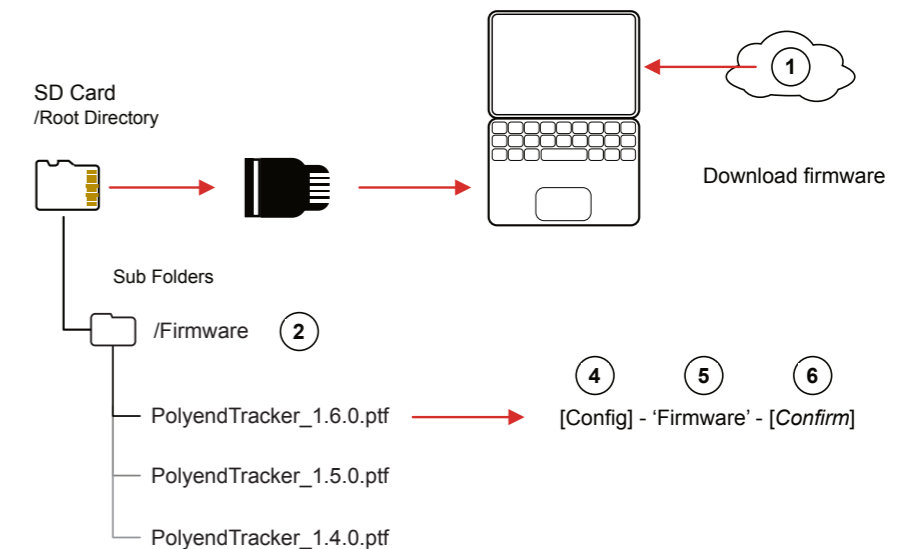 1
SD Card
/Root Directory
Download firmware
Sub Folders
/Firmware 2
4 5 6
PolyendTracker_1.6.0.ptf [Config] - ‘Firmware’ - [Confirm]
PolyendTracker_1.5.0.ptf
PolyendTracker_1.4.0.ptf